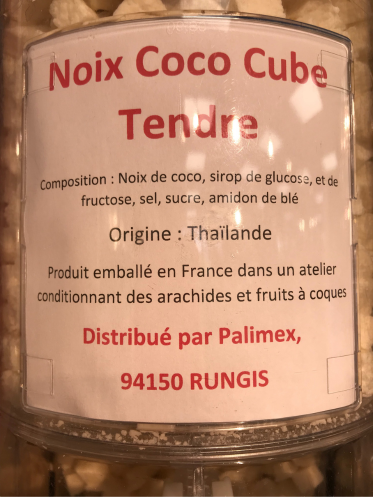 Noix Coco Cube
Tendre
Composition : Noix de coco, sirop de glucose, et de
fructose, sel, sucre, amidon de blé
Origine : Thaïlande
Produit emballé en France dans un atelier
conditionnant des arachides et fruits à coques
Distribué par Palimex,
94150 RUNGIS